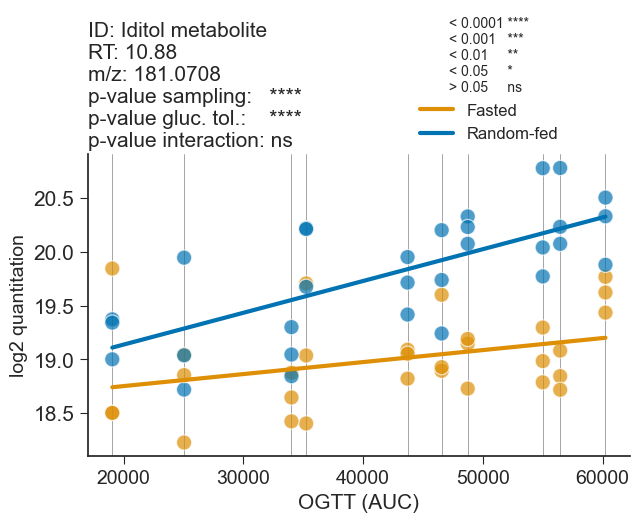 ID: Iditol metabolite
RT: 10.88
m/z: 181.0708
p-value sampling: ****
p-value gluc. tol.: ****
p-value interaction: ns
< 0.0001 ****
< 0.001 ***
< 0.01 **
< 0.05 *
> 0.05 ns
Fasted
Random-fed
log2 quantitation
20.5
20.0
19.5
19.0
18.5
20000 30000 40000 50000 60000
OGTT (AUC)